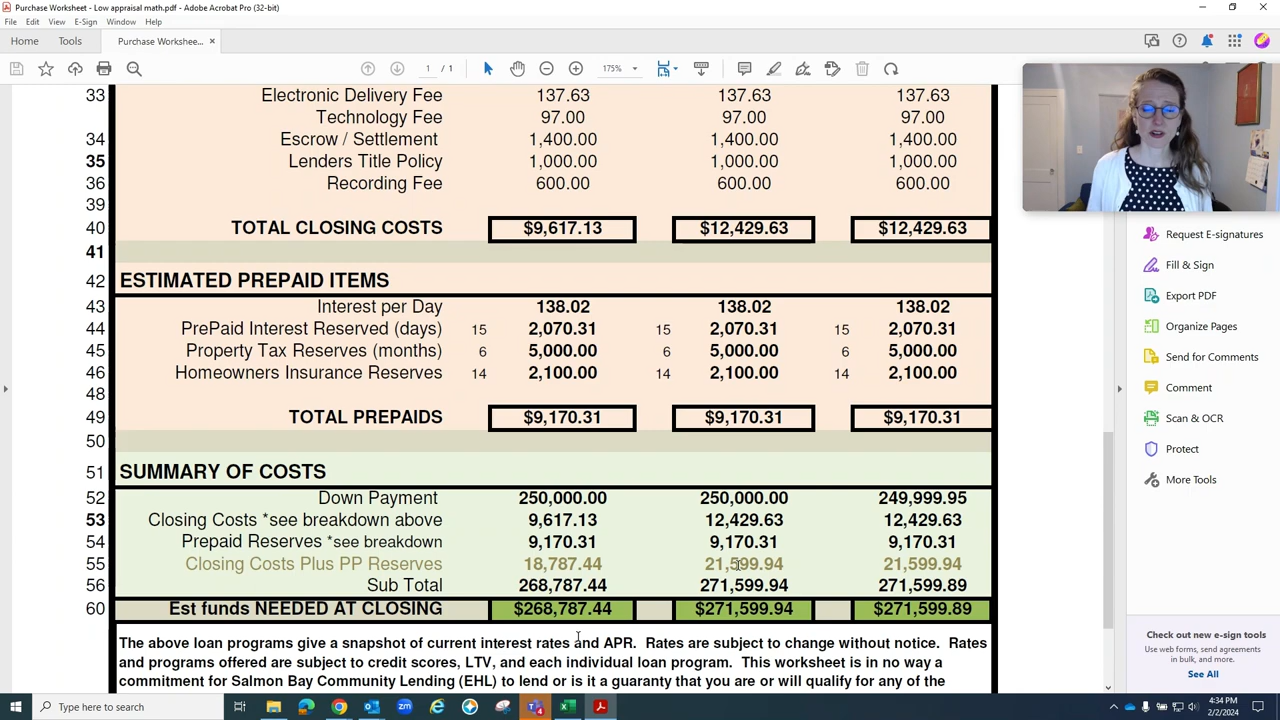 Purchase Worksheet - Low appraisal math.pdf - Adobe Acrobat Pro (32-bit)
File Edit View E-Sign Window Help
Home Tools Purchase Workshee... ×
1 / 1 175%
33 Electronic Delivery Fee 137.63 137.63 137.63
Technology Fee 97.00 97.00 97.00
34 Escrow / Settlement 1,400.00 1,400.00 1,400.00
35 Lenders Title Policy 1,000.00 1,000.00 1,000.00
36 Recording Fee 600.00 600.00 600.00
39
40 TOTAL CLOSING COSTS $9,617.13 $12,429.63 $12,429.63
41
42 ESTIMATED PREPAID ITEMS
43 Interest per Day 138.02 138.02 138.02
44 PrePaid Interest Reserved (days) 15 2,070.31 15 2,070.31 15 2,070.31
45 Property Tax Reserves (months) 6 5,000.00 6 5,000.00 6 5,000.00
46 Homeowners Insurance Reserves 14 2,100.00 14 2,100.00 14 2,100.00
48
49 TOTAL PREPAIDS $9,170.31 $9,170.31 $9,170.31
50
51 SUMMARY OF COSTS
52 Down Payment 250,000.00 250,000.00 249,999.95
53 Closing Costs *see breakdown above 9,617.13 12,429.63 12,429.63
54 Prepaid Reserves *see breakdown 9,170.31 9,170.31 9,170.31
55 Closing Costs Plus PP Reserves 18,787.44 21,599.94 21,599.94
56 Sub Total 268,787.44 271,599.94 271,599.89
60 Est funds NEEDED AT CLOSING $268,787.44 $271,599.94 $271,599.89
The above loan programs give a snapshot of current interest rates and APR. Rates are subject to change without notice. Rates
and programs offered are subject to credit scores, LTV, and each individual loan program. This worksheet is in no way a
commitment for Salmon Bay Community Lending (EHL) to lend or is it a guaranty that you are or will qualify for any of the
Request E-signatures
Fill & Sign
Export PDF
Organize Pages
Send for Comments
Comment
Scan & OCR
Protect
More Tools
Check out new e-sign tools
Use web forms, send agreements
in bulk, and more.
See All
Type here to search
4:34 PM
2/2/2024